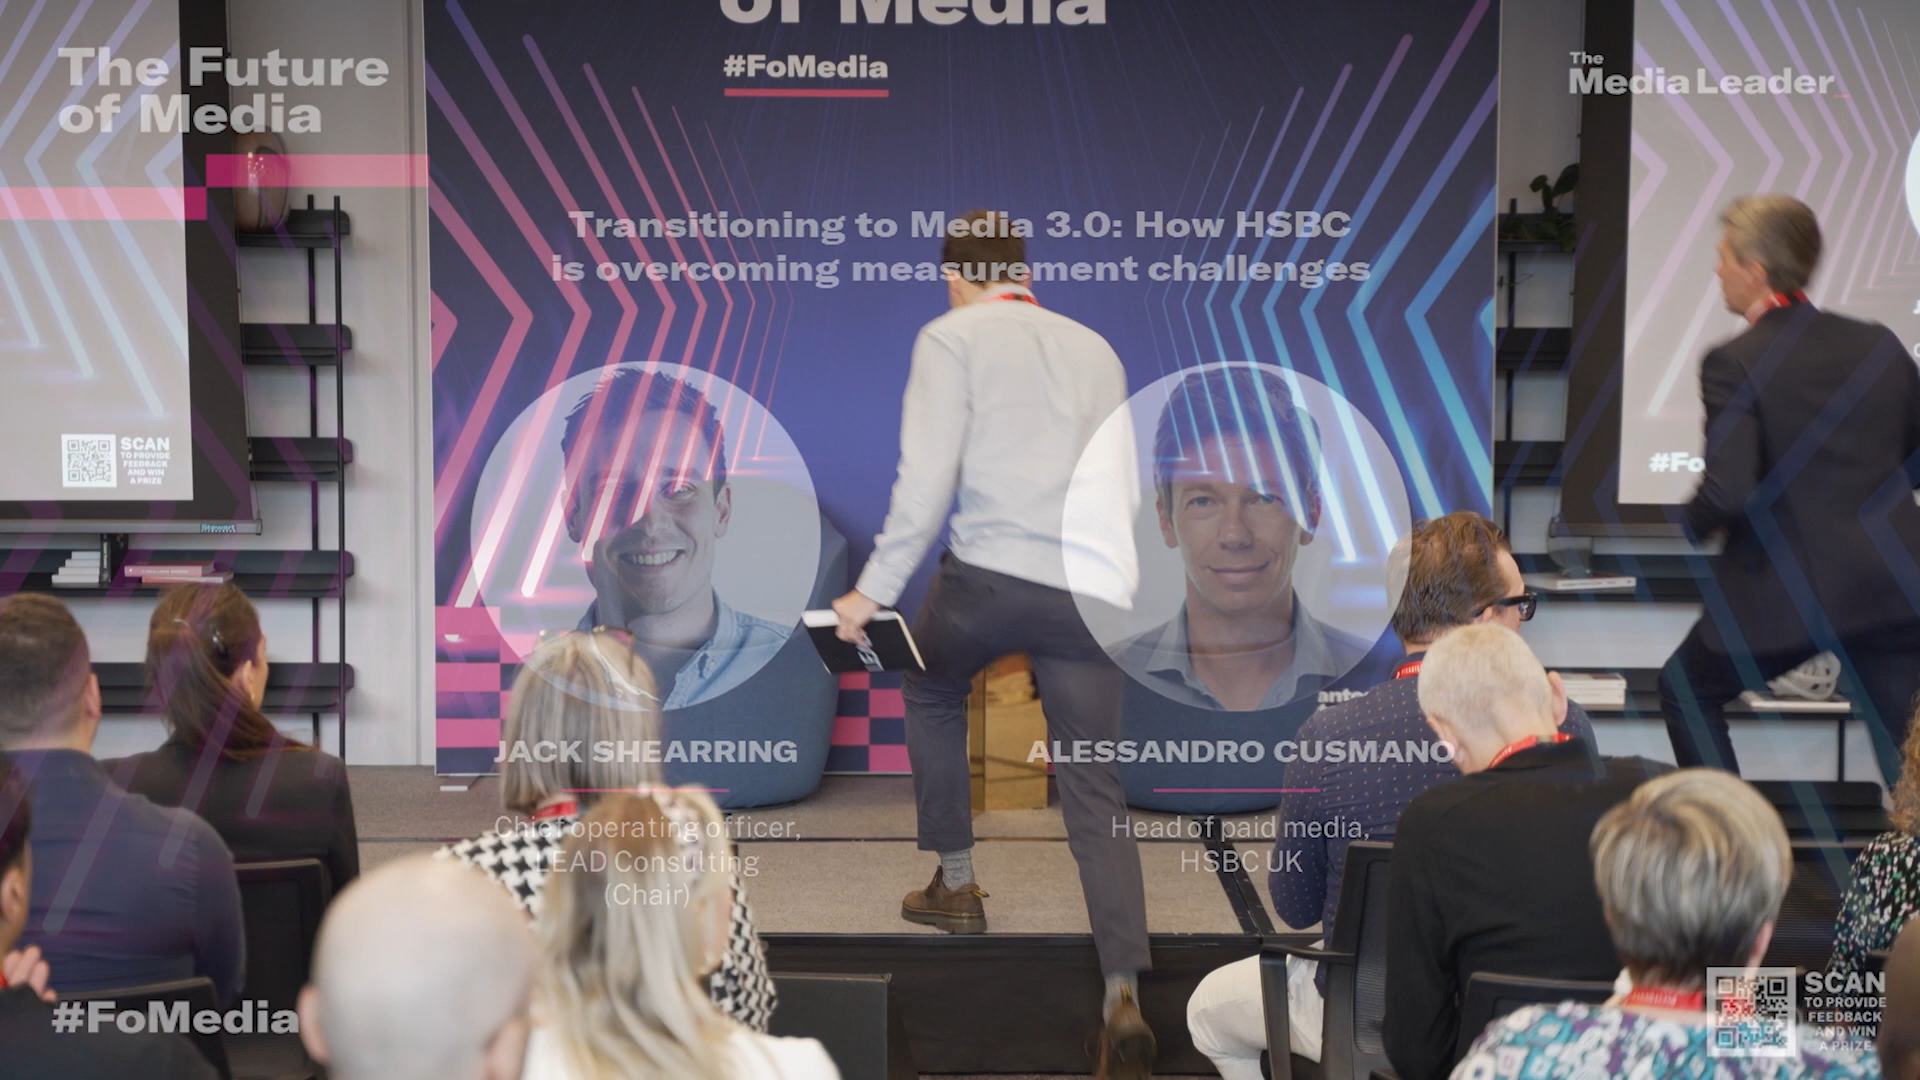 of Media
#FoMedia
The Future
of Media
The
Media Leader_
Transitioning to Media 3.0: How HSBC
is overcoming measurement challenges
SCAN
TO PROVIDE
FEEDBACK
AND WIN
A PRIZE
#Fo
JACK SHEARRING
Chief operating officer,
LEAD Consulting
(Chair)
ALESSANDRO CUSMANO
Head of paid media,
HSBC UK
#FoMedia
SCAN
TO PROVIDE
FEEDBACK
AND WIN
A PRIZE